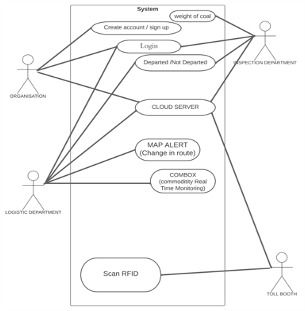 System
weight of coal
Create account / sign up
Login
Departed /Not Departed
INSPECTION DEPARTMENT
ORGANISATION
CLOUD SERVER
MAP ALERT
(Change in route)
COMBOX
(commodity Real
Time Monitoring)
LOGISTIC DEPARTMENT
Scan RFID
TOLL BOOTH